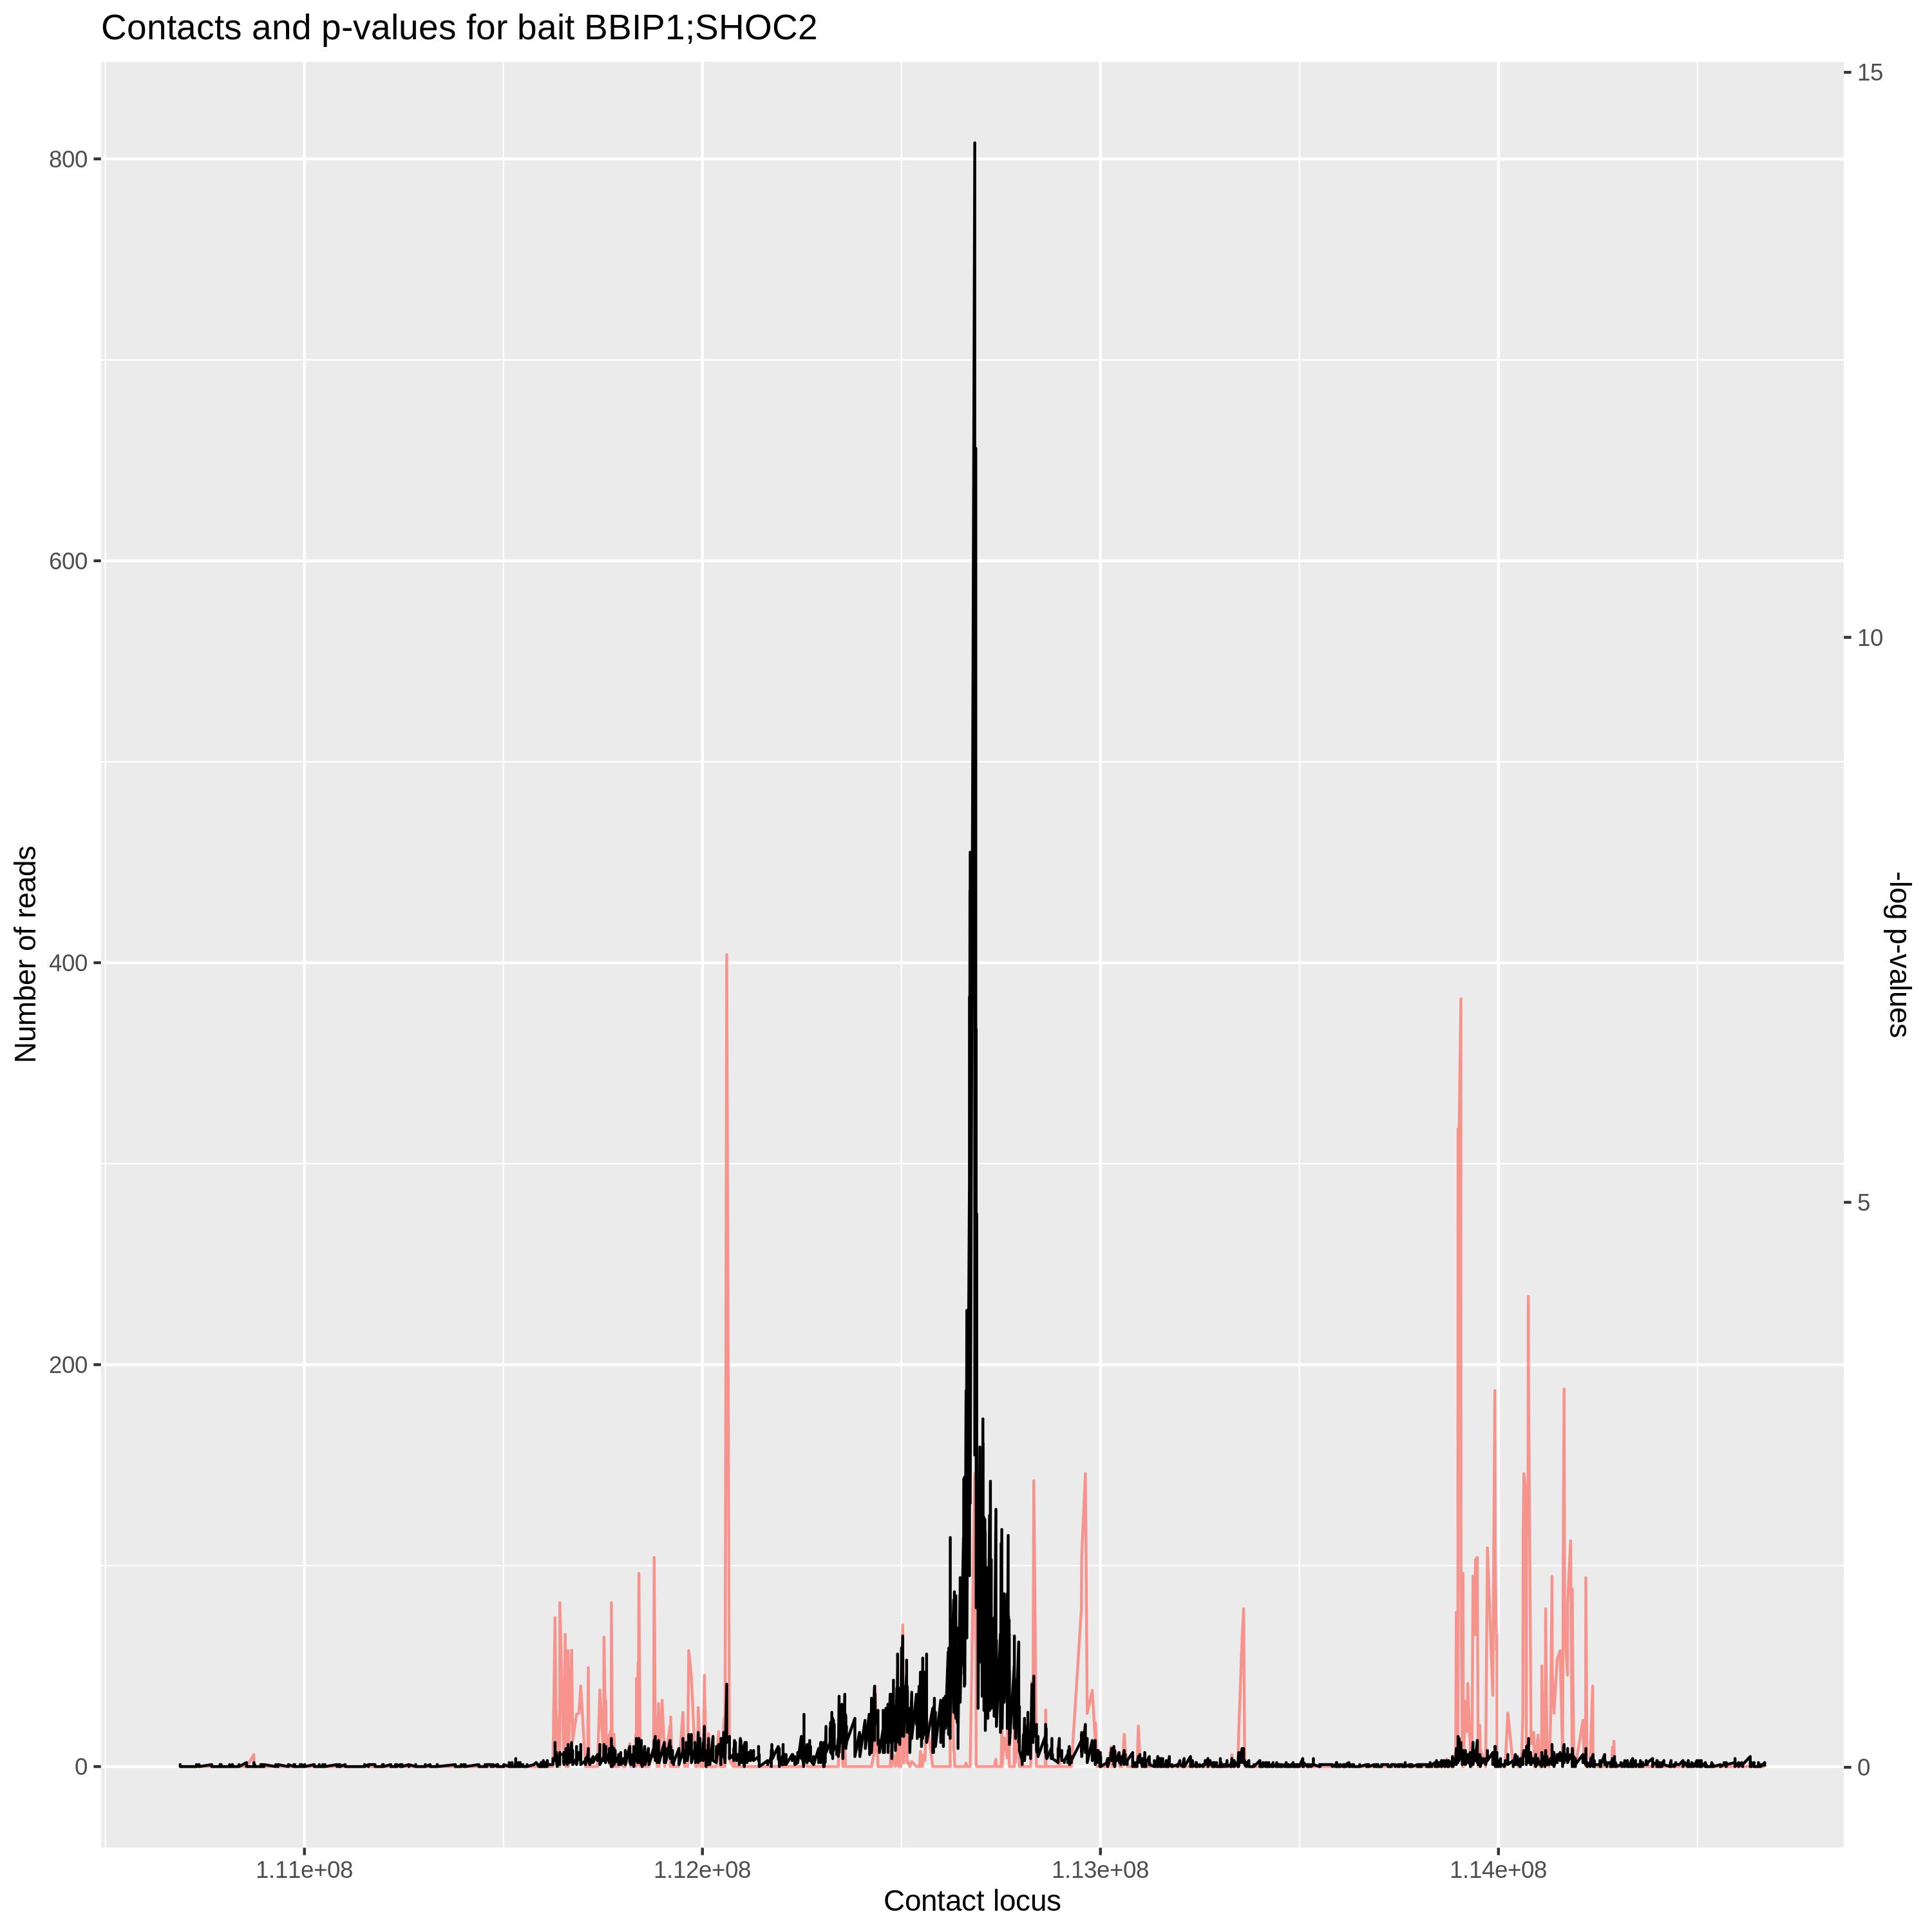 Contacts and p-values for bait BBIP1;SHOC2
15
800
10
600
Number of reads
-log p-values
400
5
200
0
0
1.11e+08
1.12e+08
1.13e+08
1.14e+08
Contact locus